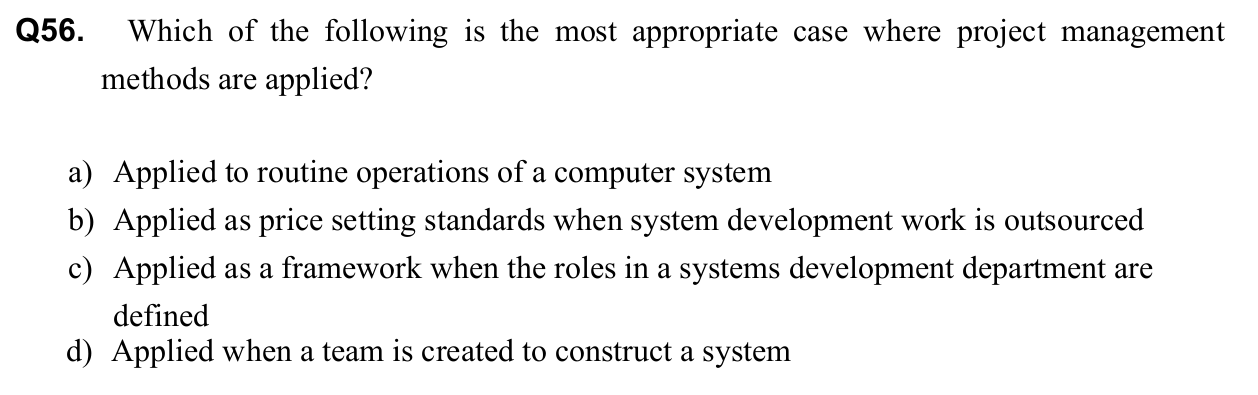 Q56. Which of the following is the most appropriate case where project management
methods are applied?
a) Applied to routine operations of a computer system
b) Applied as price setting standards when system development work is outsourced
c) Applied as a framework when the roles in a systems development department are
defined
d) Applied when a team is created to construct a system